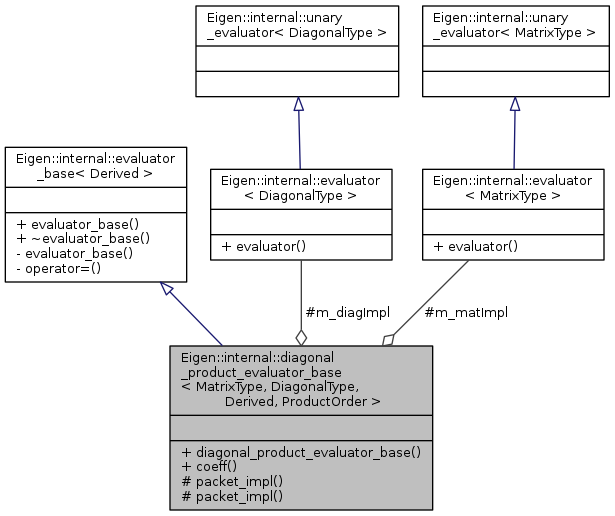 Eigen::internal::unary
_evaluator< DiagonalType >
Eigen::internal::unary
_evaluator< MatrixType >
Eigen::internal::evaluator
_base< Derived >
+ evaluator_base()
+ ~evaluator_base()
- evaluator_base()
- operator=()
Eigen::internal::evaluator
< DiagonalType >
+ evaluator()
Eigen::internal::evaluator
< MatrixType >
+ evaluator()
#m_diagImpl
#m_matImpl
Eigen::internal::diagonal
_product_evaluator_base
< MatrixType, DiagonalType,
Derived, ProductOrder >
+ diagonal_product_evaluator_base()
+ coeff()
# packet_impl()
# packet_impl()